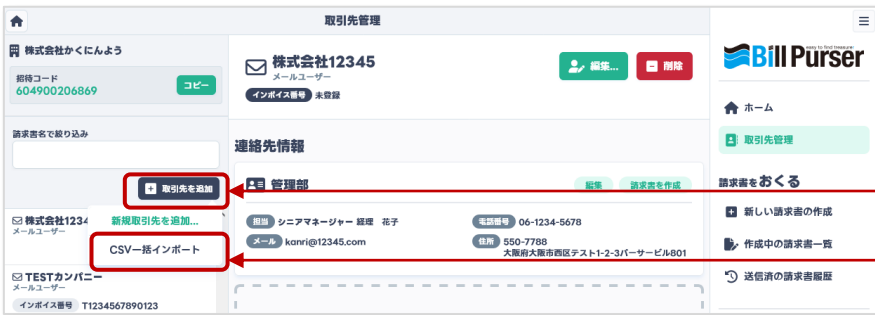 取引先管理
株式会社かくにんよう
招待コード
604900206869
コピー
請求書名で絞り込み
取引先を追加
株式会社1234
メールユーザー
新規取引先を追加...
CSV一括インポート
TESTカンパニー
メールユーザー
インボイス番号 T1234567890123
株式会社12345
メールユーザー
インボイス番号 未登録
編集...
削除
連絡先情報
管理部
編集
請求書を作成
担当 シニアマネージャー 経理 花子
電話番号 06-1234-5678
メール kanri@12345.com
住所 550-7788
大阪府大阪市西区テスト1-2-3パーサービル801
easy to find treasurer
Bill Purser
ホーム
取引先管理
請求書をおくる
新しい請求書の作成
作成中の請求書一覧
送信済の請求書履歴